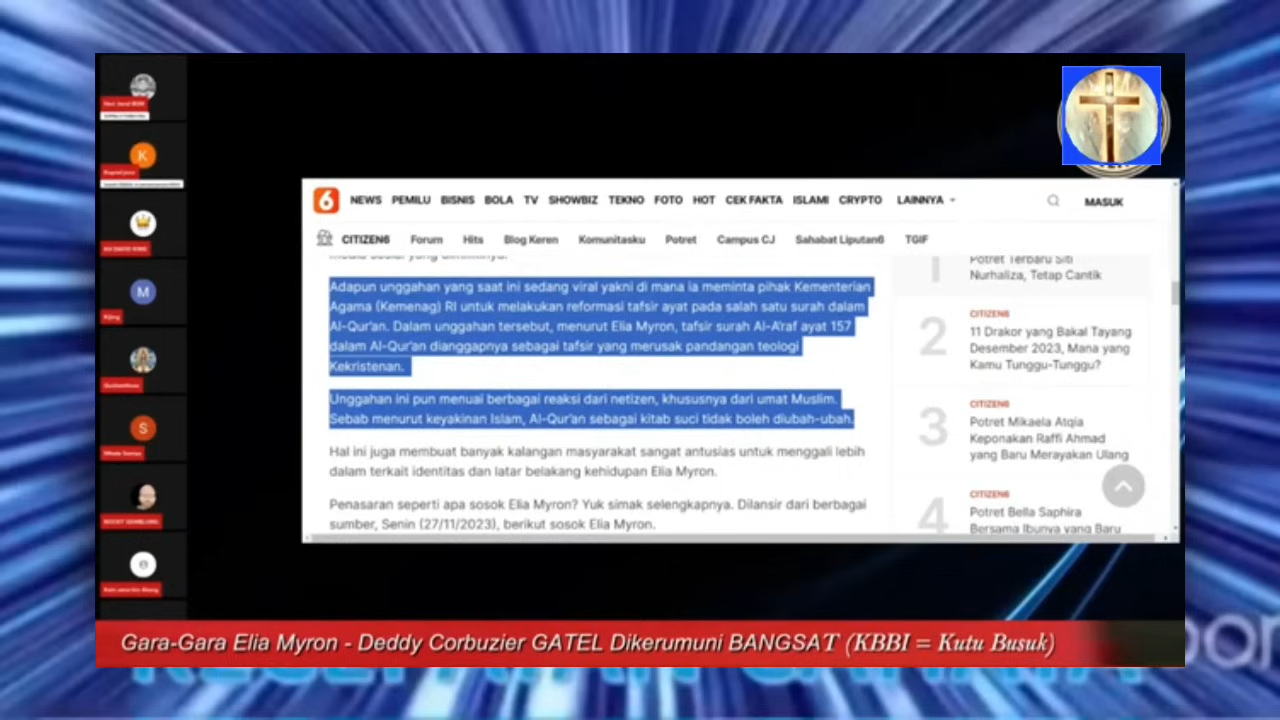 6 NEWS PEMILU BISNIS BOLA TV SHOWBIZ TEKNO FOTO HOT CEK FAKTA ISLAMI CRYPTO LAINNYA MASUK
CITIZEN6 Forum Hits Blog Keren Komunitasku Potret Campus CJ Sahabat Liputan6 TGIF
Adapun unggahan yang saat ini sedang viral yakni di mana ia meminta pihak Kementerian
Agama (Kemenag) RI untuk melakukan reformasi tafsir ayat pada salah satu surah dalam
Al-Qur'an. Dalam unggahan tersebut, menurut Elia Myron, tafsir surah Al-A'raf ayat 157
dalam Al-Qur'an dianggapnya sebagai tafsir yang merusak pandangan teologi
Kekristenan.
Unggahan ini pun menuai berbagai reaksi dari netizen, khususnya dari umat Muslim.
Sebab menurut keyakinan Islam, Al-Qur'an sebagai kitab suci tidak boleh diubah-ubah.
Hal ini juga membuat banyak kalangan masyarakat sangat antusias untuk menggali lebih
dalam terkait identitas dan latar belakang kehidupan Elia Myron.
Penasaran seperti apa sosok Elia Myron? Yuk simak selengkapnya. Dilansir dari berbagai
sumber, Senin (27/11/2023), berikut sosok Elia Myron.
1
Potret Terbaru Siti
Nurhaliza, Tetap Cantik
2
CITIZEN6
11 Drakor yang Bakal Tayang
Desember 2023, Mana yang
Kamu Tunggu-Tunggu?
3
CITIZEN6
Potret Mikaela Atqia
Keponakan Raffi Ahmad
yang Baru Merayakan Ulang
4
CITIZEN6
Potret Bella Saphira
Bersama Ibunya yang Baru
K
M
S
Gara-Gara Elia Myron - Deddy Corbuzier GATEL Dikerumuni BANGSAT (KBBI = Kutu Busuk)